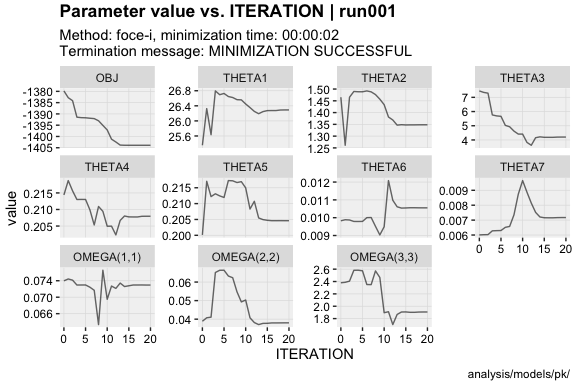 Parameter value vs. ITERATION | run001
Method: foce-i, minimization time: 00:00:02
Termination message: MINIMIZATION SUCCESSFUL
OBJ THETA1 THETA2 THETA3
-1380 -1385 -1390 -1395 -1400 -1405
26.8 26.4 26.0 25.6
1.50 1.45 1.40 1.35 1.30 1.25
7 6 5 4
THETA4 THETA5 THETA6 THETA7
0.215 0.210 0.205
0.215 0.210 0.205 0.200
0.012 0.011 0.010 0.009
0.009 0.008 0.007 0.006
0 5 10 15 20
OMEGA(1,1) OMEGA(2,2) OMEGA(3,3)
0.074 0.070 0.066
0.06 0.05 0.04
2.6 2.4 2.2 2.0 1.8
0 5 10 15 20 0 5 10 15 20 0 5 10 15 20
value
ITERATION
analysis/models/pk/